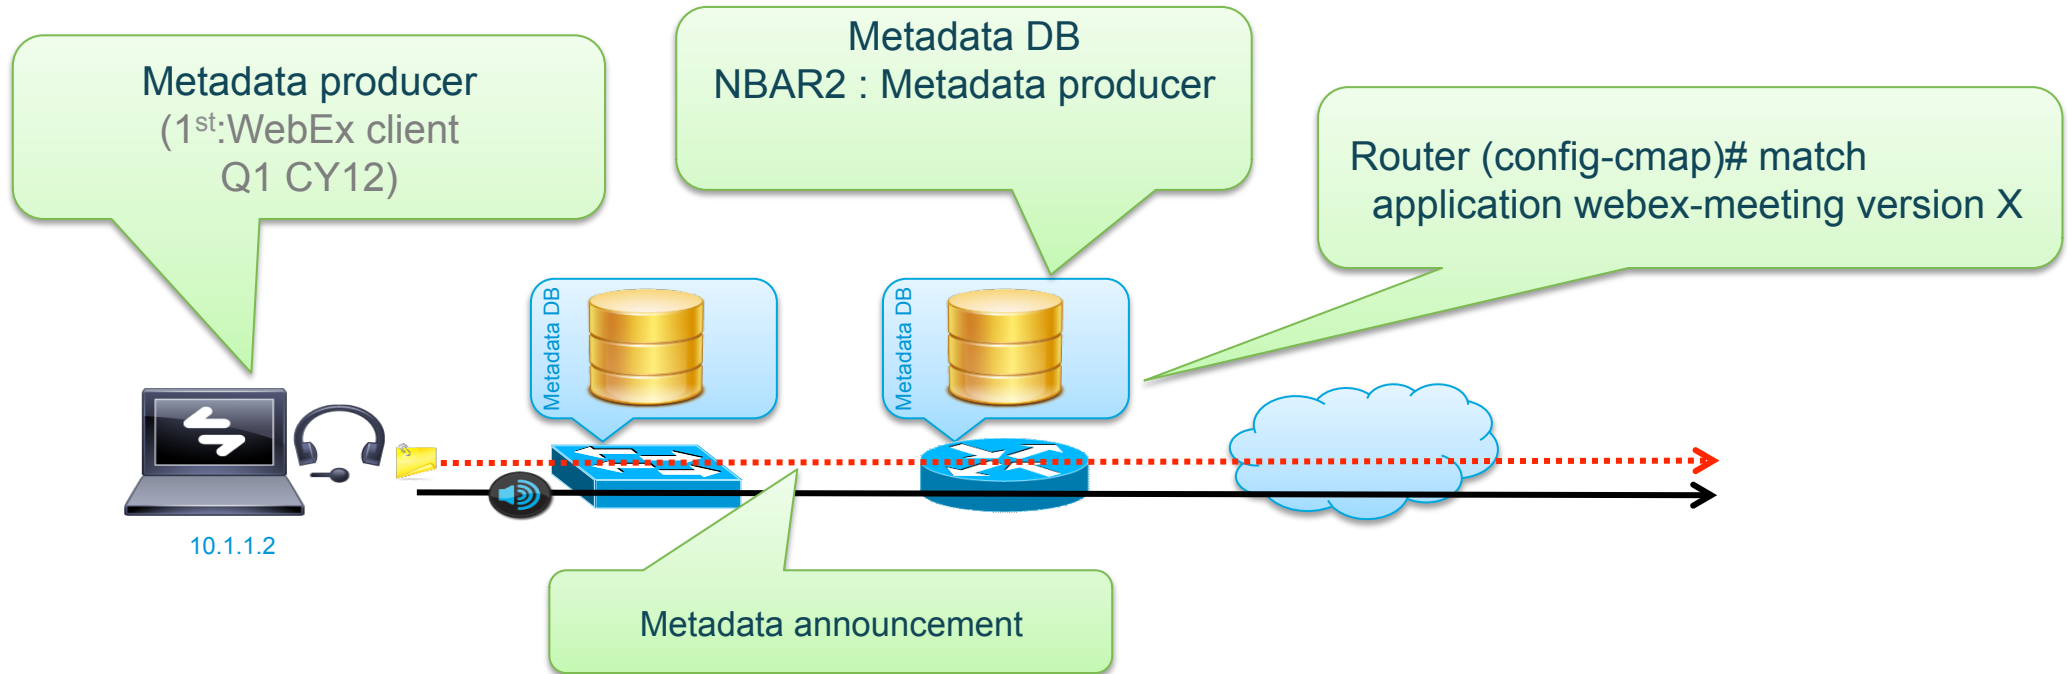 Metadata producer
(1st:WebEx client
Q1 CY12)
Metadata DB
NBAR2 : Metadata producer
Router (config-cmap)# match
application webex-meeting version X
Metadata DB
Metadata DB
10.1.1.2
Metadata announcement